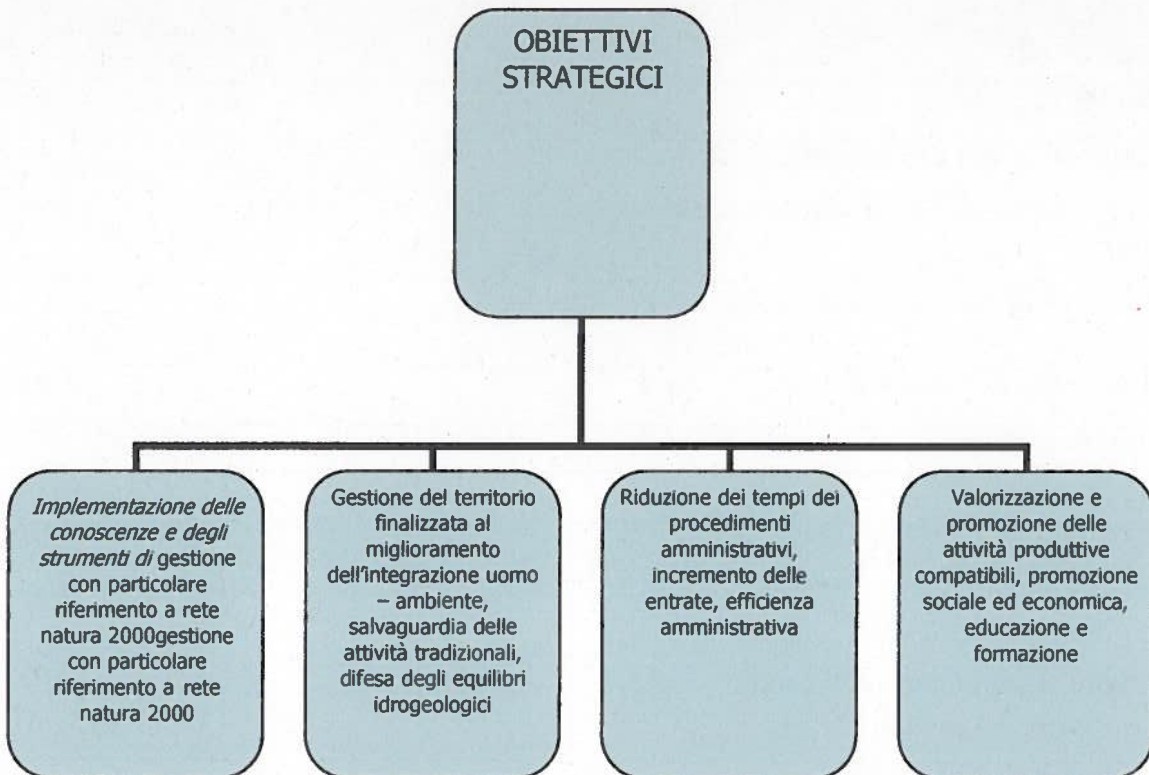 OBIETTIVI
STRATEGICI
Implementazione delle
conoscenze e degli
strumenti di gestione
con particolare
riferimento a rete
natura 2000gestione
con particolare
riferimento a rete
natura 2000
Gestione del territorio
finalizzata al
miglioramento
dell'integrazione uomo
– ambiente,
salvaguardia delle
attività tradizionali,
difesa degli equilibri
idrogeologici
Riduzione dei tempi dei
procedimenti
amministrativi,
incremento delle
entrate, efficienza
amministrativa
Valorizzazione e
promozione delle
attività produttive
compatibili, promozione
sociale ed economica,
educazione e
formazione